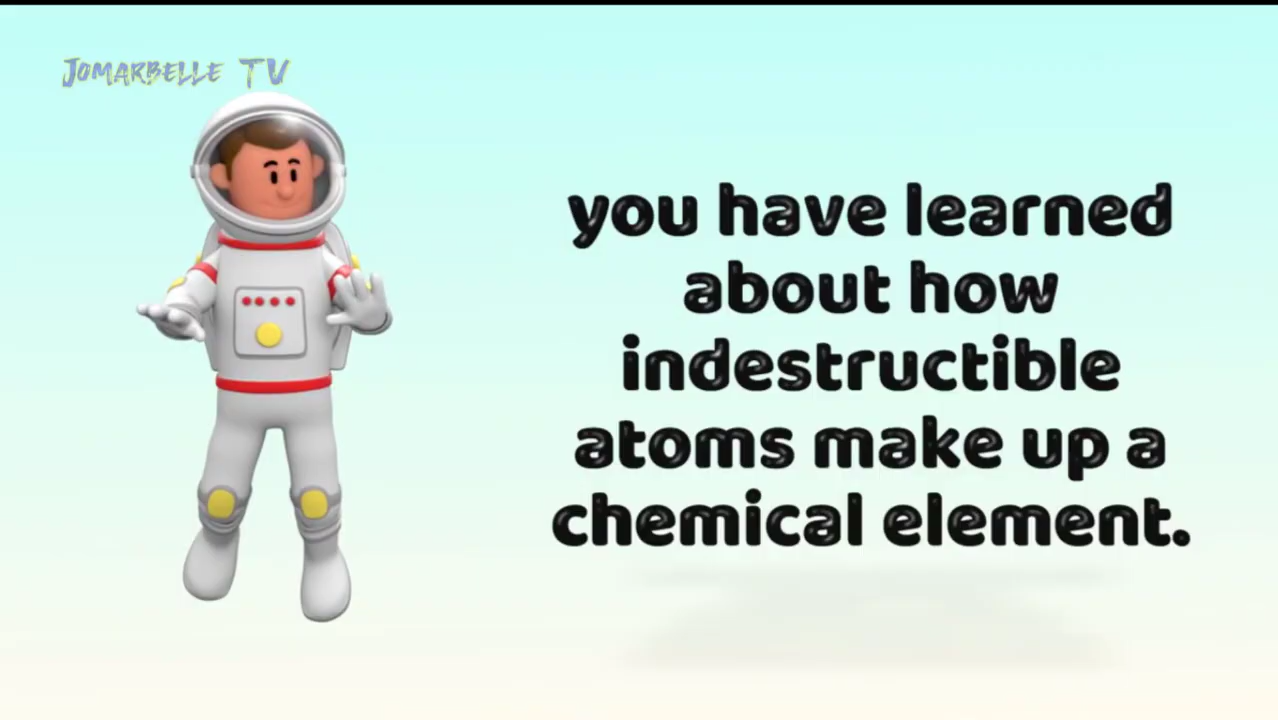 JOMARBELLE TV
you have learned
about how
indestructible
atoms make up a
chemical element.